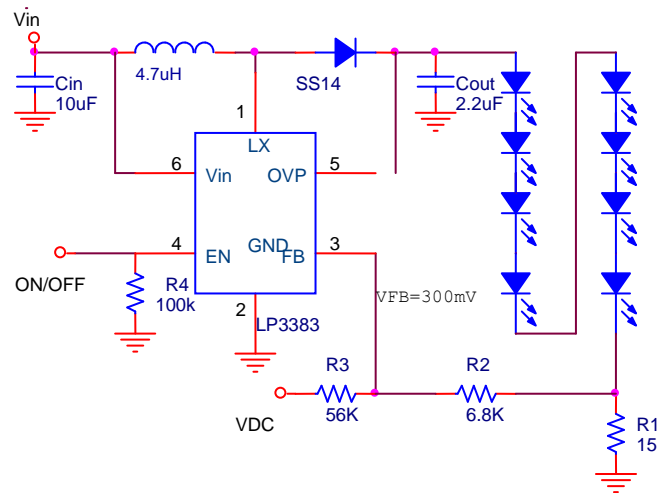 Vin
4.7uH
SS14
Cin
10uF
Cout
2.2uF
1
LX
6
Vin
OVP
5
4
EN
GND
FB
3
ON/OFF
R4
100k
2
LP3383
VFB=300mV
R3
56K
R2
6.8K
VDC
R1
15